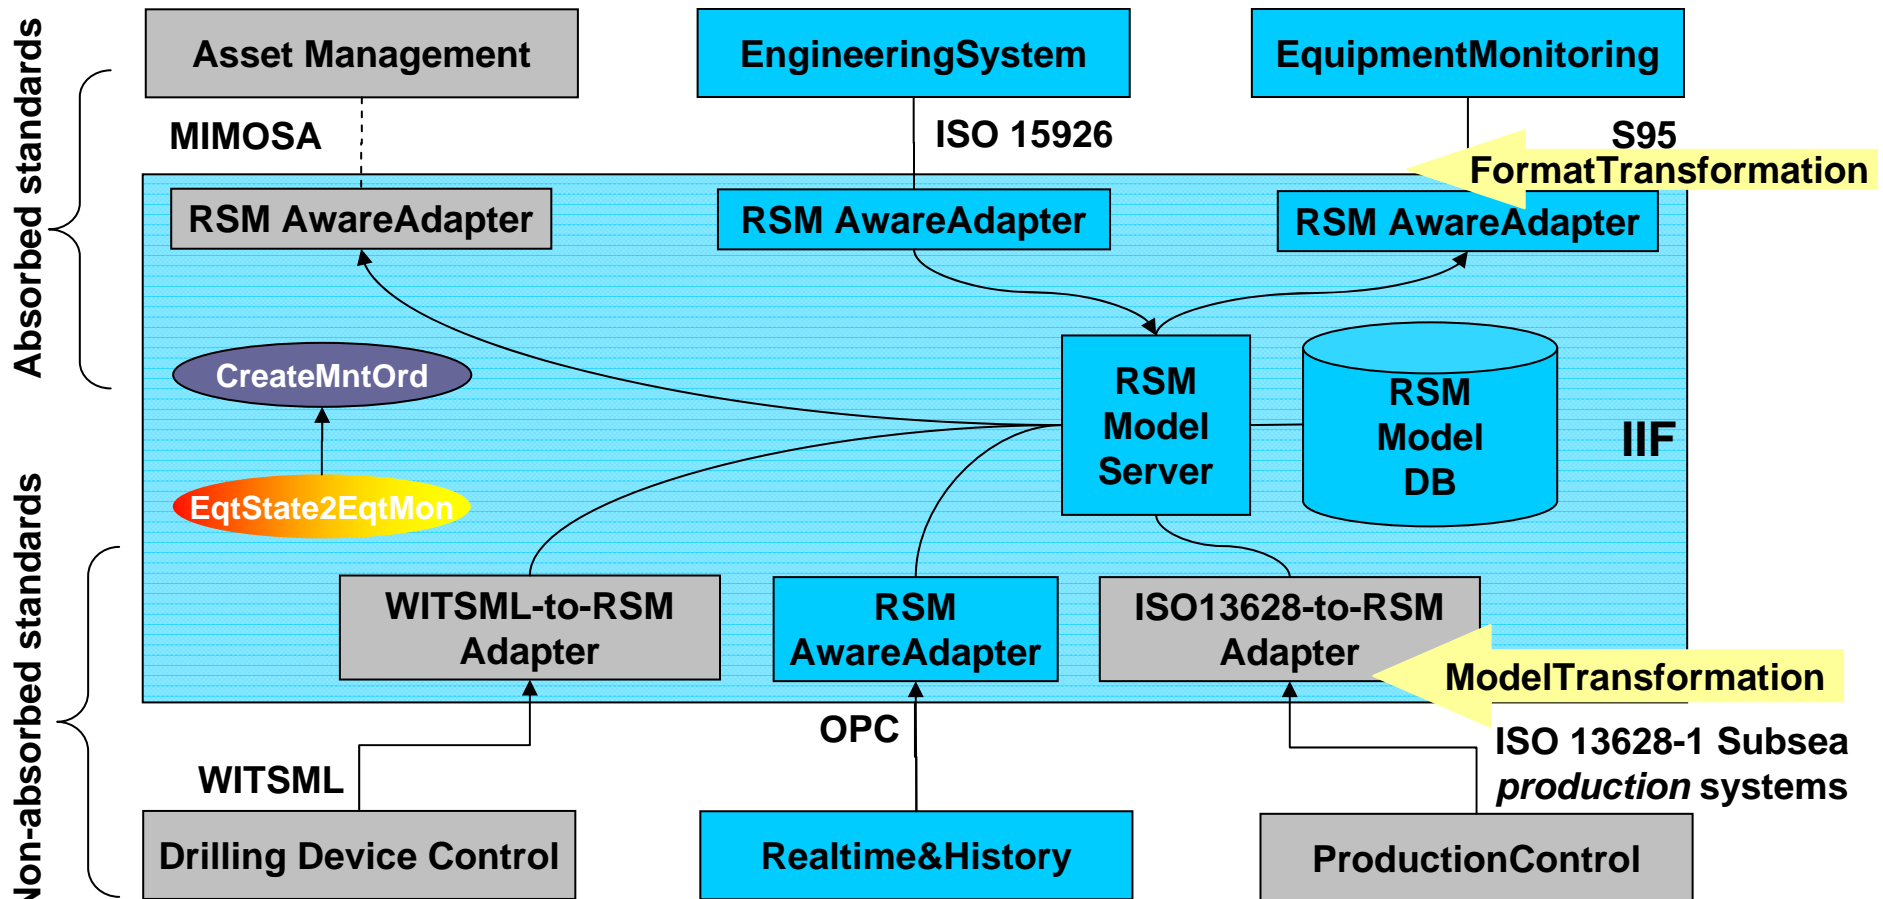 Absorbed standards
Asset Management
EngineeringSystem
EquipmentMonitoring
MIMOSA
ISO 15926
S95
FormatTransformation
RSM AwareAdapter
RSM AwareAdapter
RSM AwareAdapter
CreateMntOrd
RSM
Model
Server
RSM
Model
DB
IIF
EqtState2EqtMon
Non-absorbed standards
WITSML-to-RSM
Adapter
RSM
AwareAdapter
ISO13628-to-RSM
Adapter
ModelTransformation
WITSML
OPC
ISO 13628-1 Subsea
production systems
Drilling Device Control
Realtime&History
ProductionControl